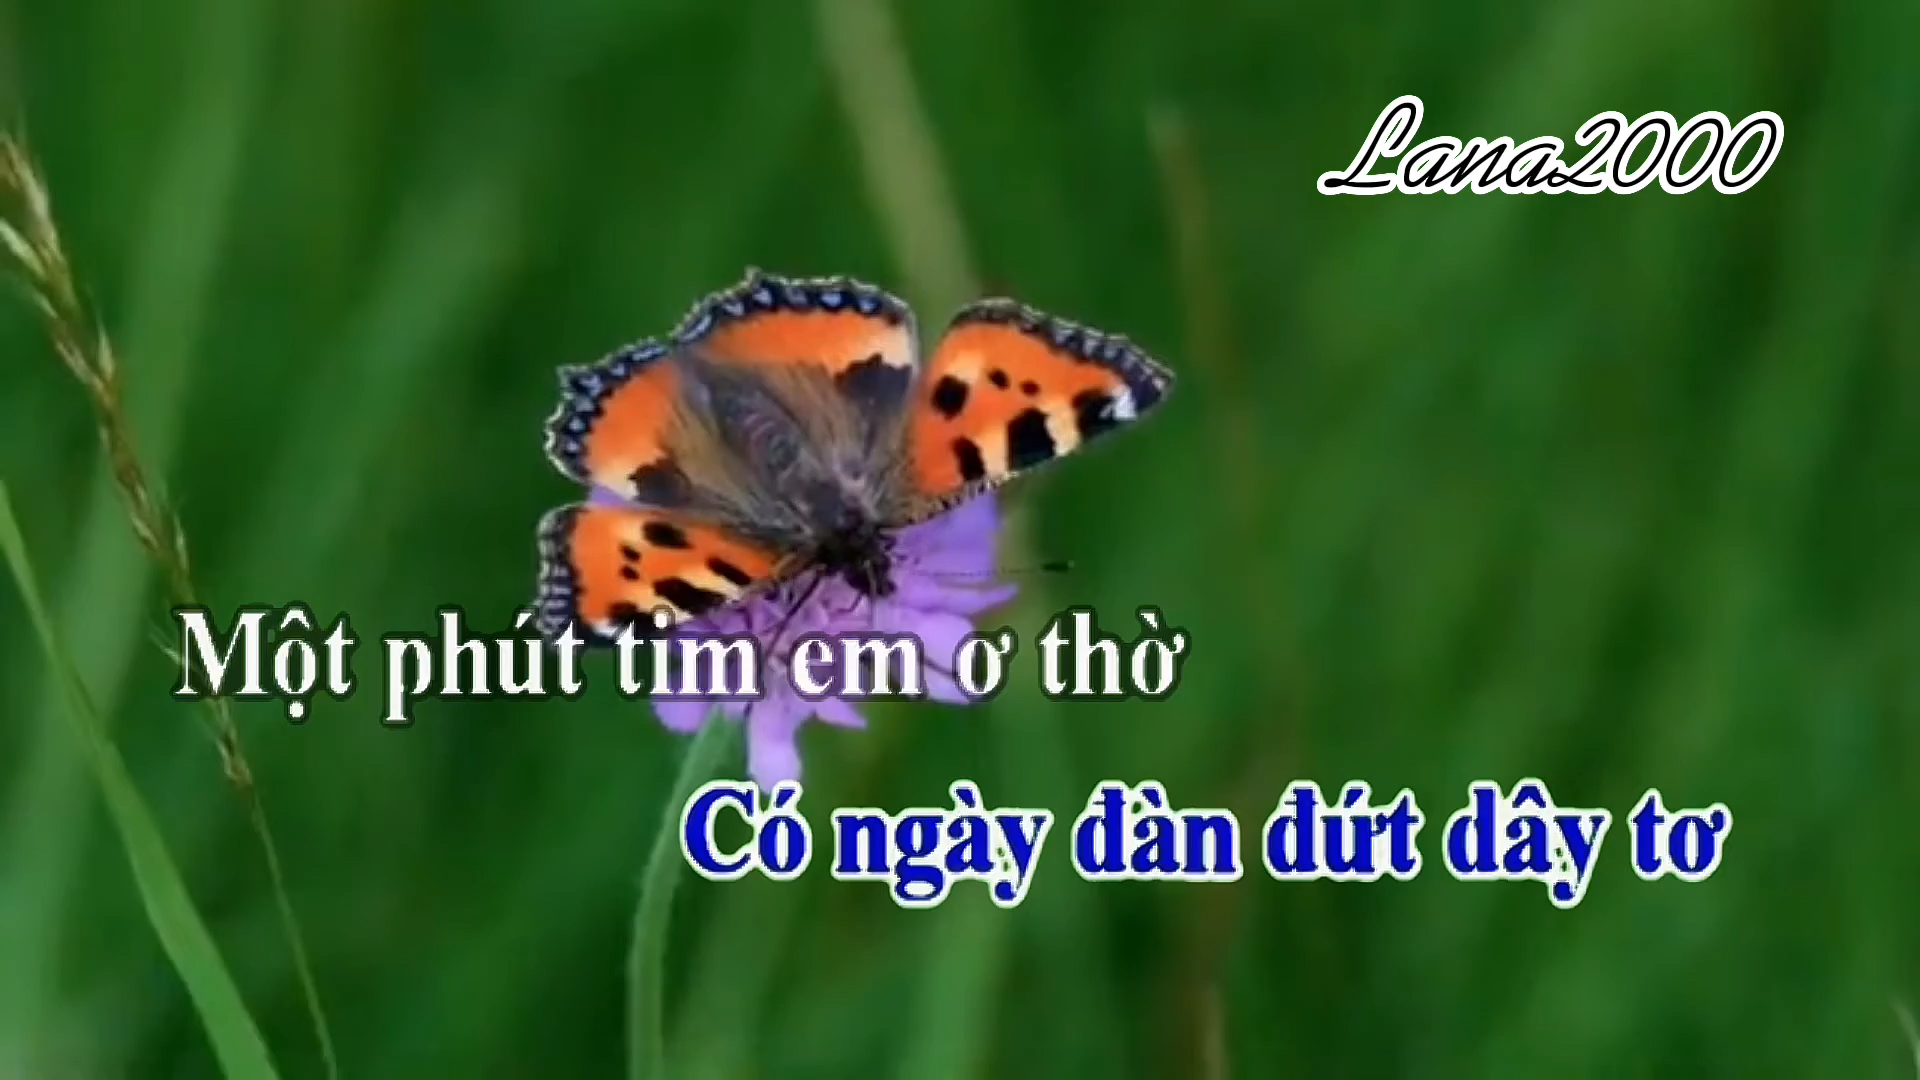 Lana2000
Một phút tim em ơ thờ
Có ngày đàn đứt dây tơ